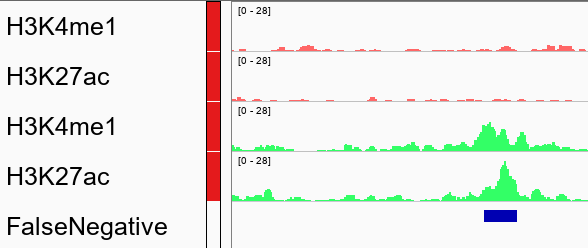 H3K4me1 [0 - 28]
H3K27ac [0 - 28]
H3K4me1 [0 - 28]
H3K27ac [0 - 28]
FalseNegative